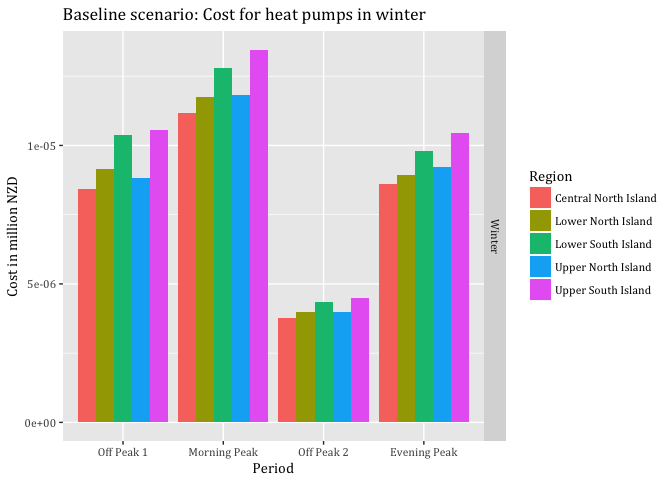 Baseline scenario: Cost for heat pumps in winter
Cost in million NZD
1e-05
5e-06
0e+00
Winter
Off Peak 1
Morning Peak
Off Peak 2
Evening Peak
Period
Region
Central North Island
Lower North Island
Lower South Island
Upper North Island
Upper South Island